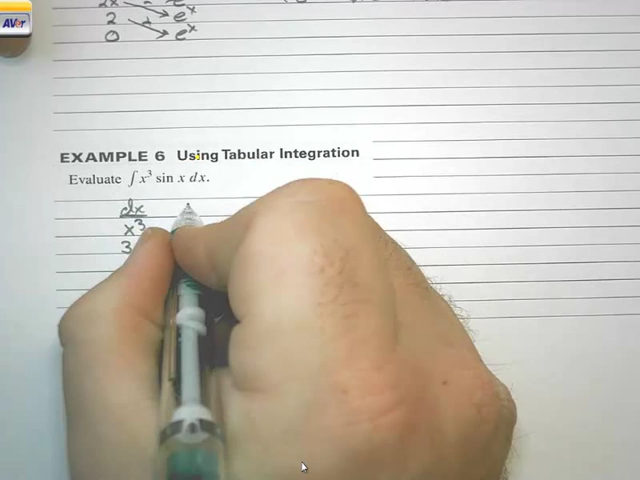 AVer
2 + e^x
0 e^x
EXAMPLE 6 Using Tabular Integration
Evaluate ∫ x³ sin x dx.
dx
x³
3